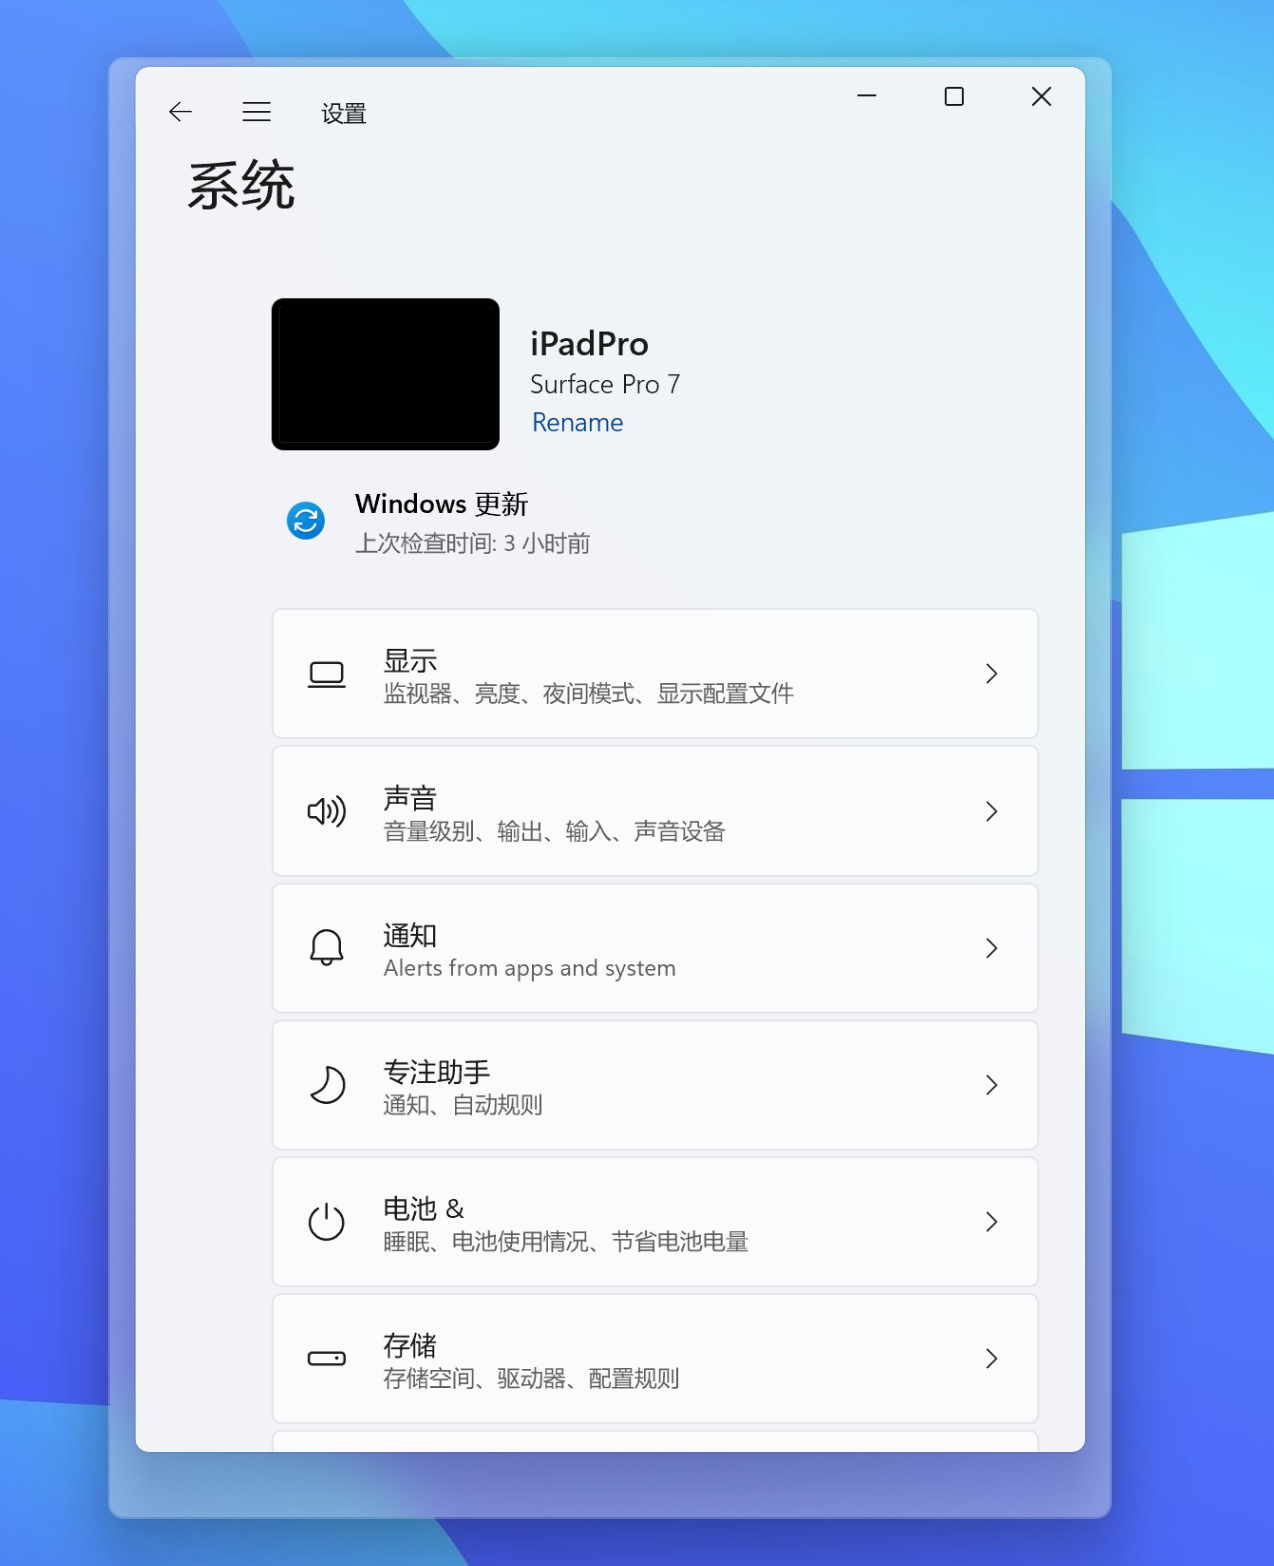 设置
系统
iPadPro
Surface Pro 7
Rename
Windows 更新
上次检查时间: 3 小时前
显示
监视器、亮度、夜间模式、显示配置文件
声音
音量级别、输出、输入、声音设备
通知
Alerts from apps and system
专注助手
通知、自动规则
电池 &
睡眠、电池使用情况、节省电池电量
存储
存储空间、驱动器、配置规则